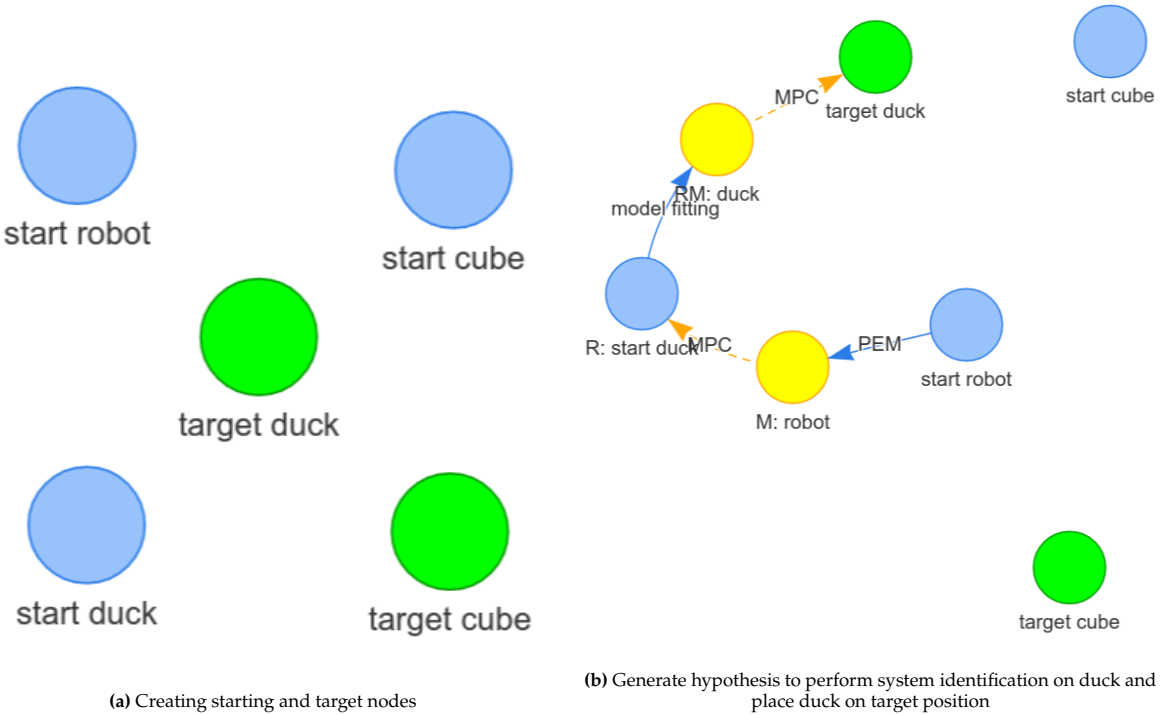 start robot
start cube
target duck
start duck
target cube
(a) Creating starting and target nodes
start cube
MPC
target duck
RM: duck
model fitting
R: start duck
MPC
PEM
start robot
M: robot
target cube
(b) Generate hypothesis to perform system identification on duck and
place duck on target position